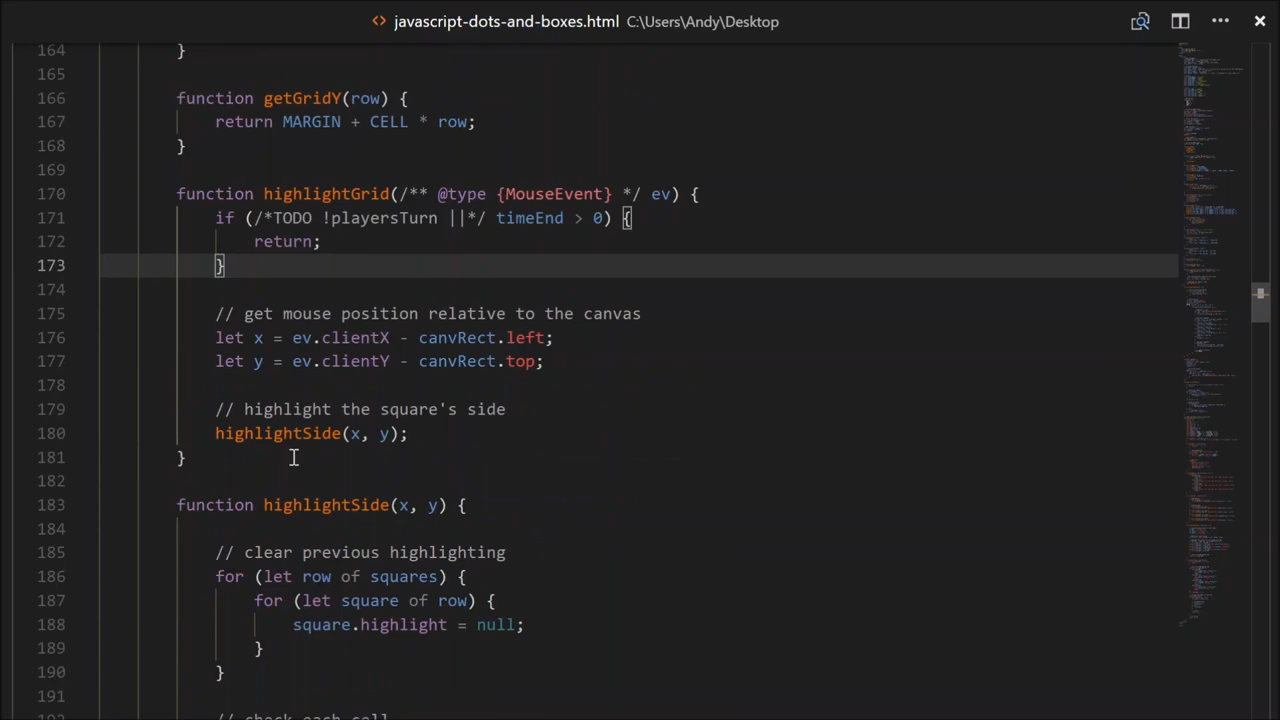 <> javascript-dots-and-boxes.html C:\Users\Andy\Desktop
164 }
165
166 function getGridY(row) {
167 return MARGIN + CELL * row;
168 }
169
170 function highlightGrid(/** @type {MouseEvent} */ ev) {
171 if (/*TODO !playersTurn ||*/ timeEnd > 0) {
172 return;
173 }
174
175 // get mouse position relative to the canvas
176 let x = ev.clientX - canvRect.left;
177 let y = ev.clientY - canvRect.top;
178
179 // highlight the square's side
180 highlightSide(x, y);
181 }
182
183 function highlightSide(x, y) {
184
185 // clear previous highlighting
186 for (let row of squares) {
187 for (let square of row) {
188 square.highlight = null;
189 }
190 }
191
192 // check each cell